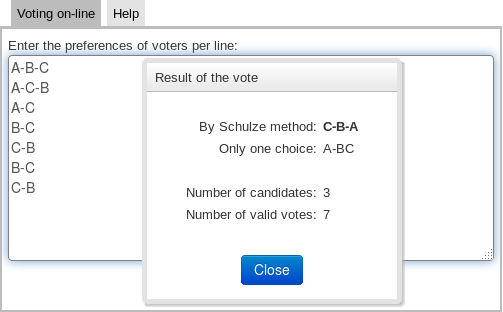 Voting on-line Help
Enter the preferences of voters per line:
A-B-C
A-C-B
A-C
B-C
C-B
B-C
C-B
Result of the vote
By Schulze method: C-B-A
Only one choice: A-BC
Number of candidates: 3
Number of valid votes: 7
Close